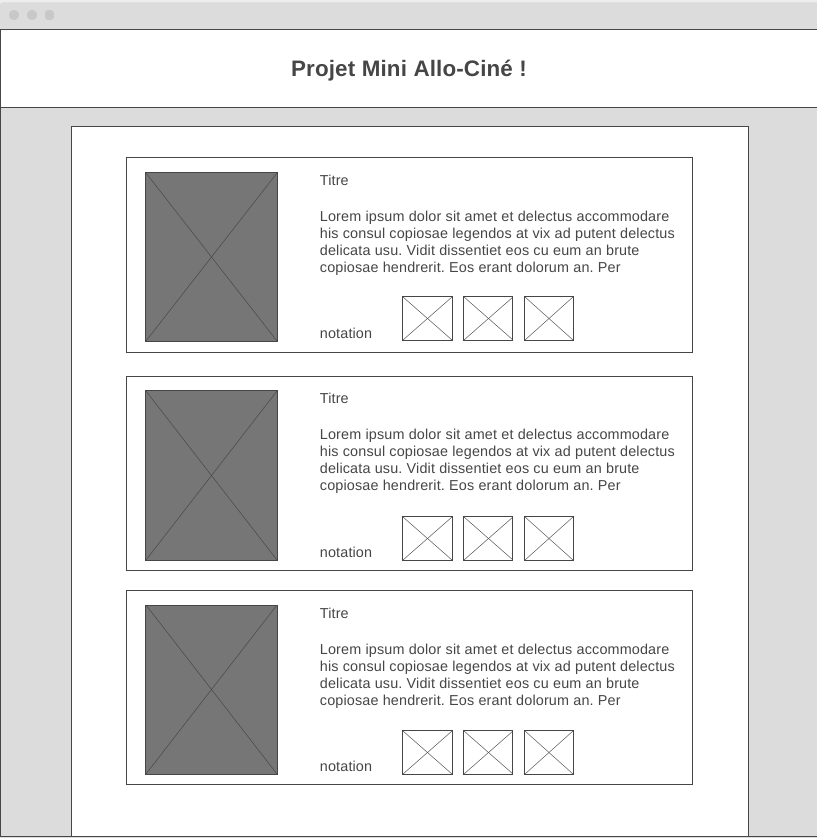 Projet Mini Allo-Ciné !
Titre
Lorem ipsum dolor sit amet et delectus accommodare
his consul copiosae legendos at vix ad putent delectus
delicata usu. Vidit dissentiet eos cu eum an brute
copiosae hendrerit. Eos erant dolorum an. Per
notation
Titre
Lorem ipsum dolor sit amet et delectus accommodare
his consul copiosae legendos at vix ad putent delectus
delicata usu. Vidit dissentiet eos cu eum an brute
copiosae hendrerit. Eos erant dolorum an. Per
notation
Titre
Lorem ipsum dolor sit amet et delectus accommodare
his consul copiosae legendos at vix ad putent delectus
delicata usu. Vidit dissentiet eos cu eum an brute
copiosae hendrerit. Eos erant dolorum an. Per
notation